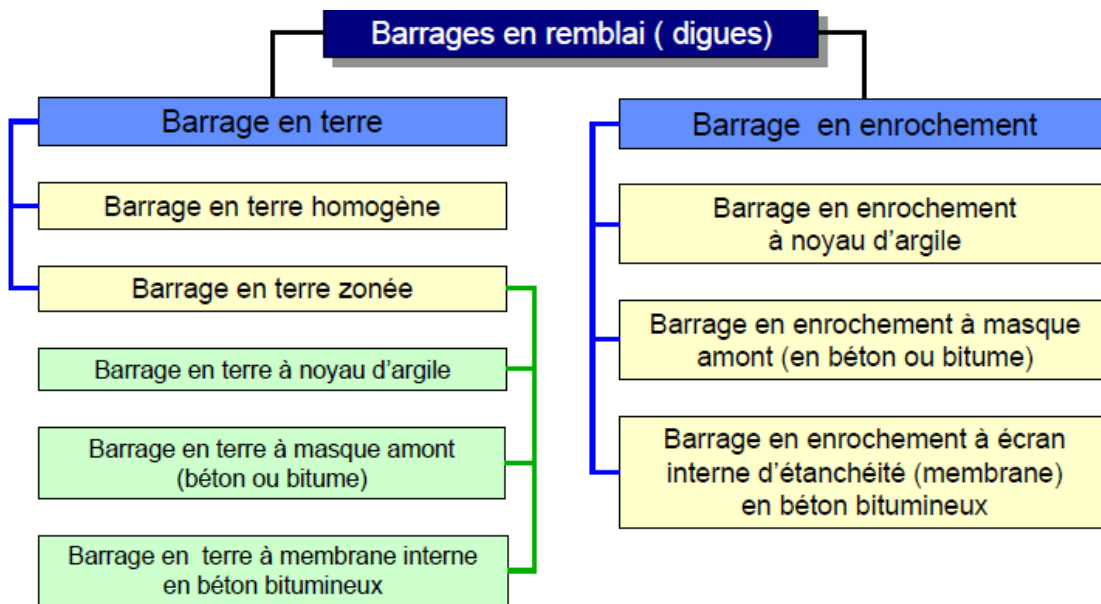 Barrages en remblai ( digues)
Barrage en terre
Barrage en terre homogène
Barrage en terre zonée
Barrage en terre à noyau d’argile
Barrage en terre à masque amont
(béton ou bitume)
Barrage en  terre à membrane interne
en béton bitumineux
Barrage  en enrochement
Barrage en enrochement
à noyau d’argile
Barrage en enrochement à masque
amont (en béton ou bitume)
Barrage en enrochement à écran
interne d’étanchéité (membrane)
en béton bitumineux